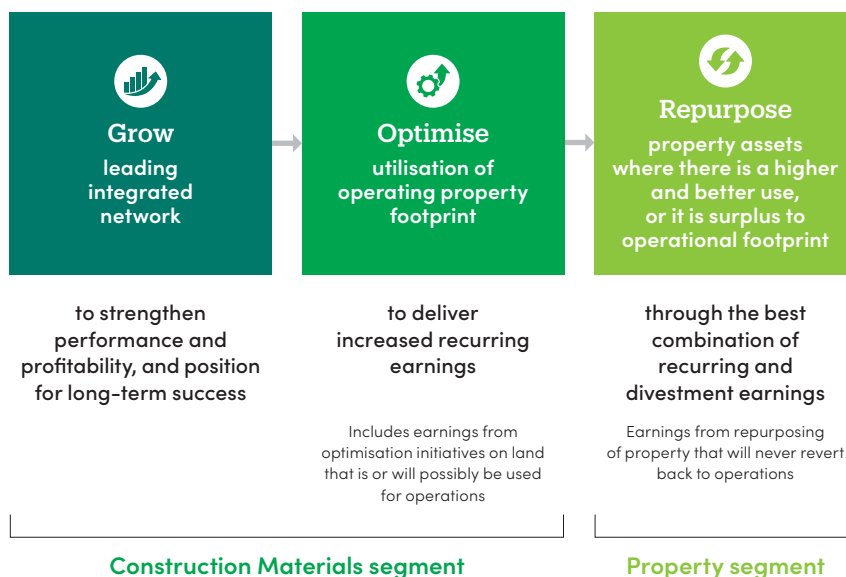 Grow
leading
integrated
network
to strengthen
performance and
profitability, and position
for long-term success
Optimise
utilisation of
operating property
footprint
to deliver
increased recurring
earnings
Includes earnings from
optimisation initiatives on land
that is or will possibly be used
for operations
Construction Materials segment
Repurpose
property assets
where there is a higher
and better use,
or it is surplus to
operational footprint
through the best
combination of
recurring and
divestment earnings
Earnings from repurposing
of property that will never revert
back to operations
Property segment